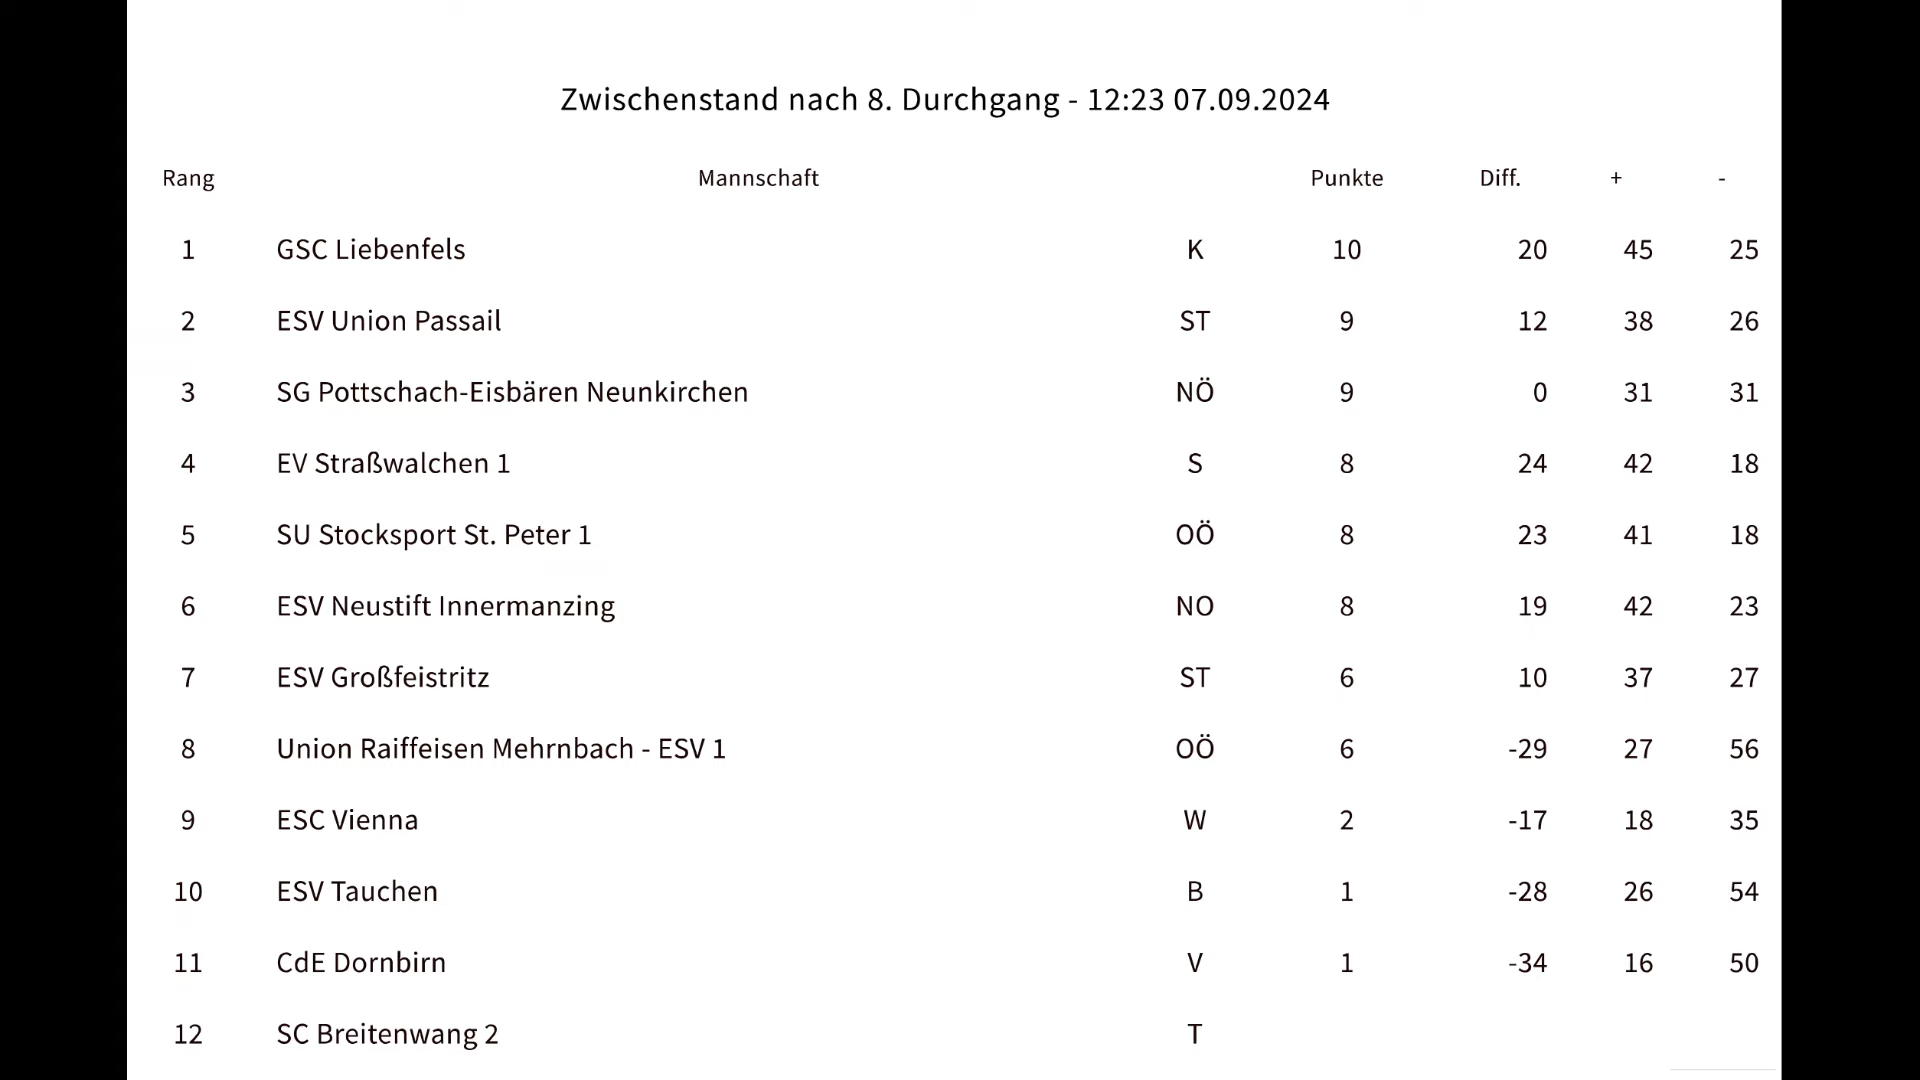 Zwischenstand nach 8. Durchgang - 12:23 07.09.2024
Rang Mannschaft Punkte Diff. + -
1 GSC Liebenfels K 10 20 45 25
2 ESV Union Passail ST 9 12 38 26
3 SG Pottschach-Eisbären Neunkirchen NÖ 9 0 31 31
4 EV Straßwalchen 1 S 8 24 42 18
5 SU Stocksport St. Peter 1 OÖ 8 23 41 18
6 ESV Neustift Innermanzing NO 8 19 42 23
7 ESV Großfeistritz ST 6 10 37 27
8 Union Raiffeisen Mehrnbach - ESV 1 OÖ 6 -29 27 56
9 ESC Vienna W 2 -17 18 35
10 ESV Tauchen B 1 -28 26 54
11 CdE Dornbirn V 1 -34 16 50
12 SC Breitenwang 2 T